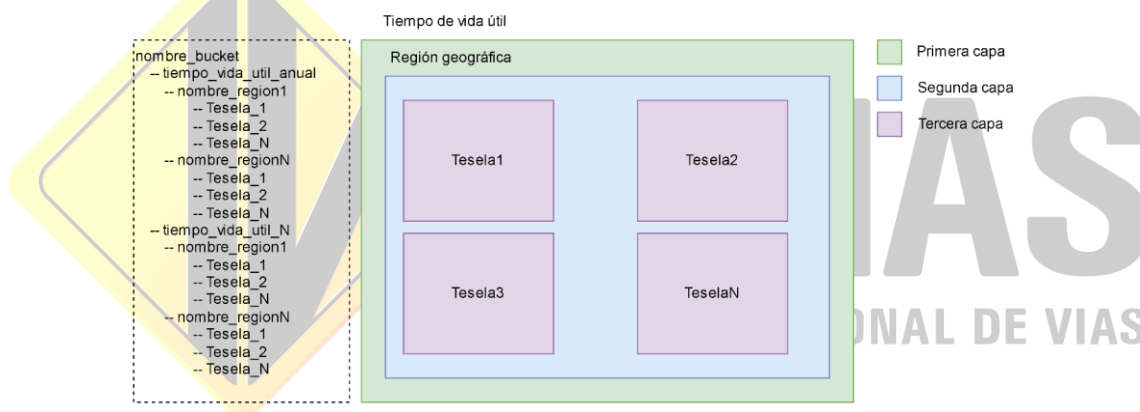 Tiempo de vida útil
nombre_bucket
-- tiempo_vida_util_anual
-- nombre_region1
-- Tesela_1
-- Tesela_2
-- Tesela_N
-- nombre_regionN
-- Tesela_1
-- Tesela_2
-- Tesela_N
-- tiempo_vida_util_N
-- nombre_region1
-- Tesela_1
-- Tesela_2
-- Tesela_N
-- nombre_regionN
-- Tesela_1
-- Tesela_2
-- Tesela_N
Región geográfica
Tesela1
Tesela2
Tesela3
TeselaN
Primera capa
Segunda capa
Tercera capa
IAS
ONAL DE VIAS